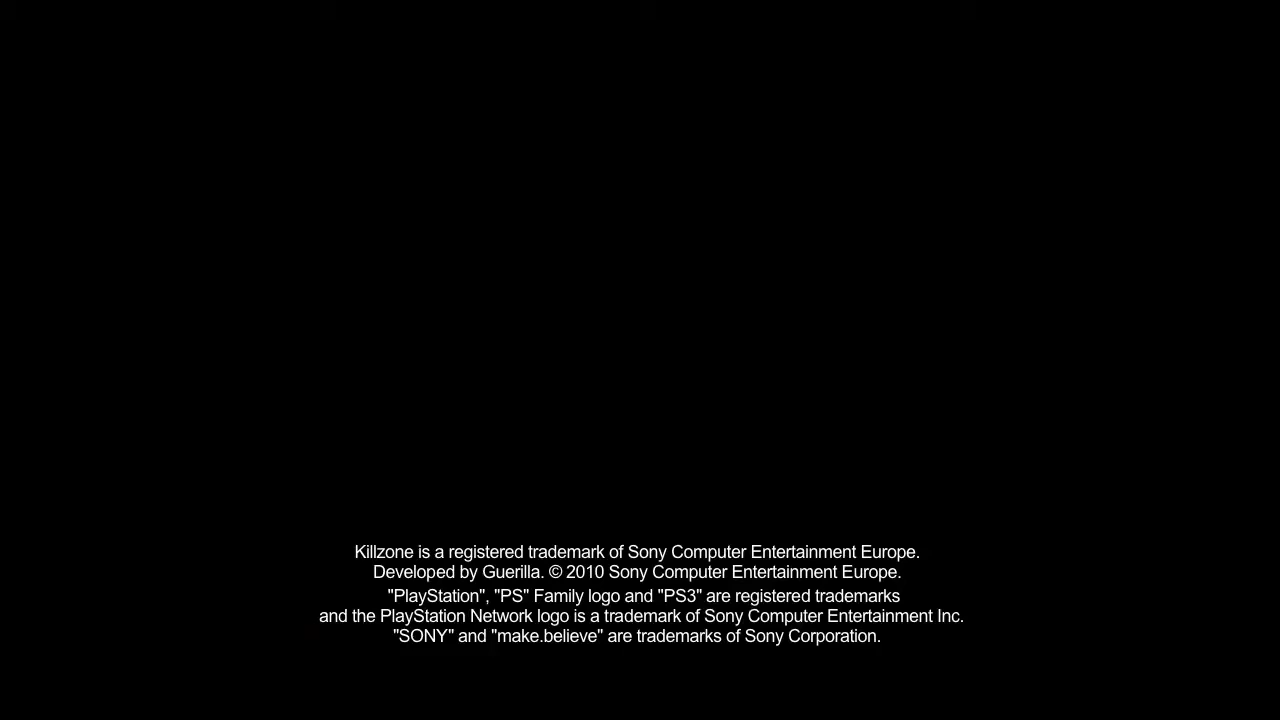 Killzone is a registered trademark of Sony Computer Entertainment Europe.
Developed by Guerilla. © 2010 Sony Computer Entertainment Europe.
"PlayStation", "PS" Family logo and "PS3" are registered trademarks
and the PlayStation Network logo is a trademark of Sony Computer Entertainment Inc.
"SONY" and "make.believe" are trademarks of Sony Corporation.